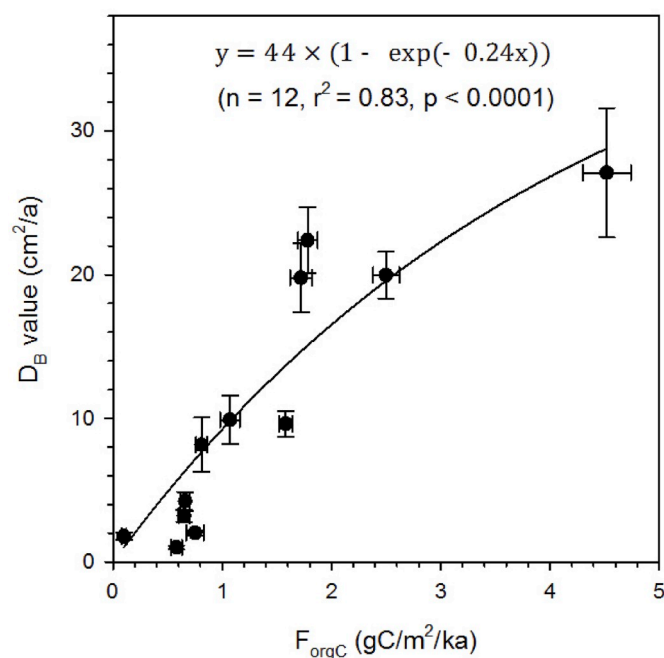 y = 44 × (1 - exp(- 0.24x))
(n = 12, r² = 0.83, p < 0.0001)
30
20
10
0
D_B value (cm²/a)
0 1 2 3 4 5
F_orgC (gC/m²/ka)